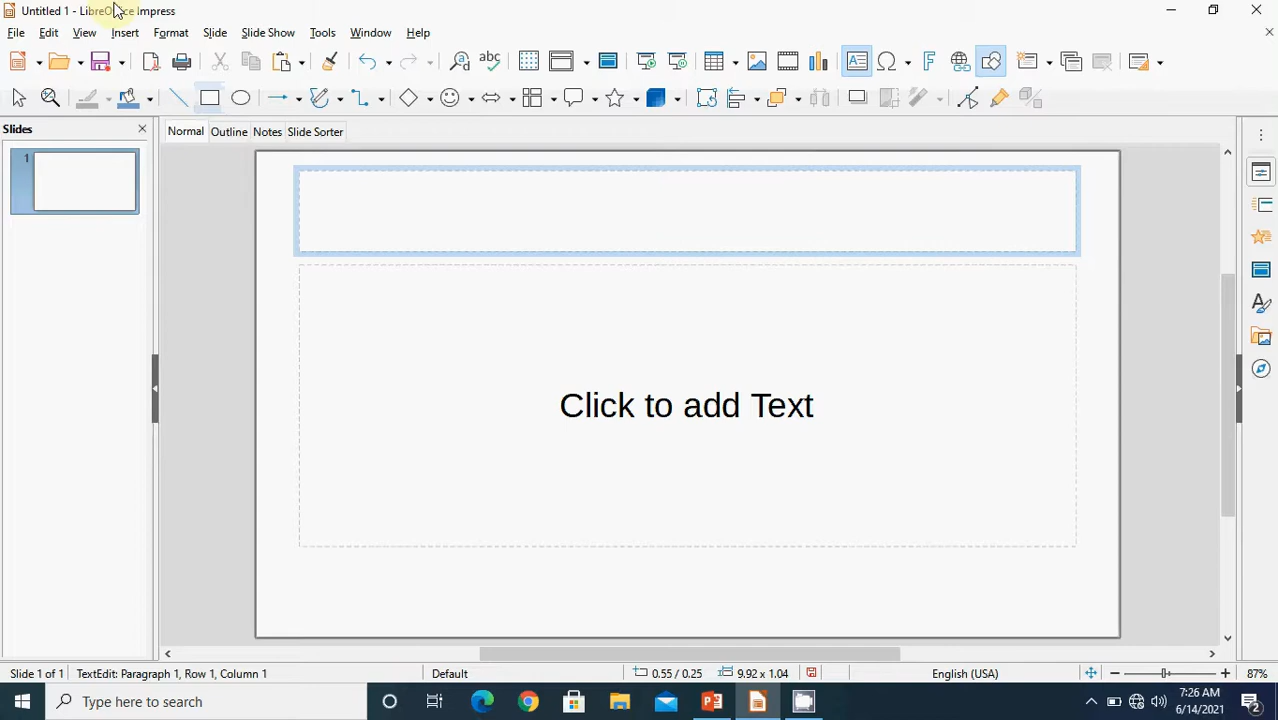 Untitled 1 - LibreOffice Impress
File Edit View Insert Format Slide Slide Show Tools Window Help
abc
Slides
Normal Outline Notes Slide Sorter
1
Click to add Text
Slide 1 of 1 TextEdit: Paragraph 1, Row 1, Column 1 Default 0.55 / 0.25 9.92 x 1.04 English (USA) 87%
Type here to search
7:26 AM
6/14/2021
2